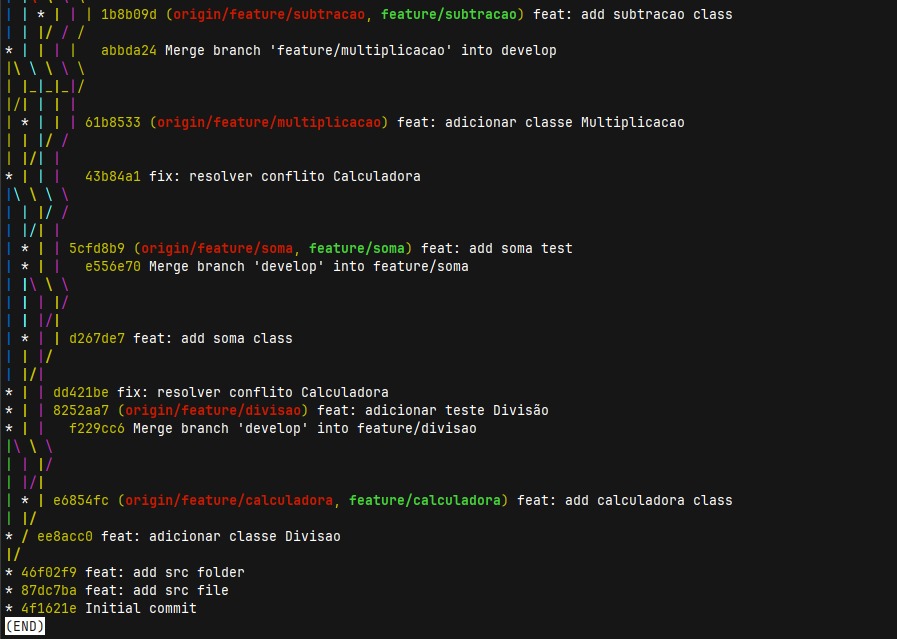 | | * | | | 1b8b09d (origin/feature/subtracao, feature/subtracao) feat: add subtracao class
| | |/ / /
* | | | |   abbda24 Merge branch 'feature/multiplicacao' into develop
|\ \ \ \ \
| |_|_|_|/
|/| | | |
| * | | | 61b8533 (origin/feature/multiplicacao) feat: adicionar classe Multiplicacao
| | |/ /
| |/| |
* | | |   43b84a1 fix: resolver conflito Calculadora
|\ \ \ \
| | |/ /
| |/| |
| * | | 5cfd8b9 (origin/feature/soma, feature/soma) feat: add soma test
| * | |   e556e70 Merge branch 'develop' into feature/soma
| |\ \ \
| | | |/
| | |/|
| * | | d267de7 feat: add soma class
| | |/
| |/|
* | | dd421be fix: resolver conflito Calculadora
* | | 8252aa7 (origin/feature/divisao) feat: adicionar teste Divisão
* | |   f229cc6 Merge branch 'develop' into feature/divisao
|\ \ \
| | |/
| |/|
| * | e6854fc (origin/feature/calculadora, feature/calculadora) feat: add calculadora class
| |/
* / ee8acc0 feat: adicionar classe Divisao
|/
* 46f02f9 feat: add src folder
* 87dc7ba feat: add src file
* 4f1621e Initial commit
(END)